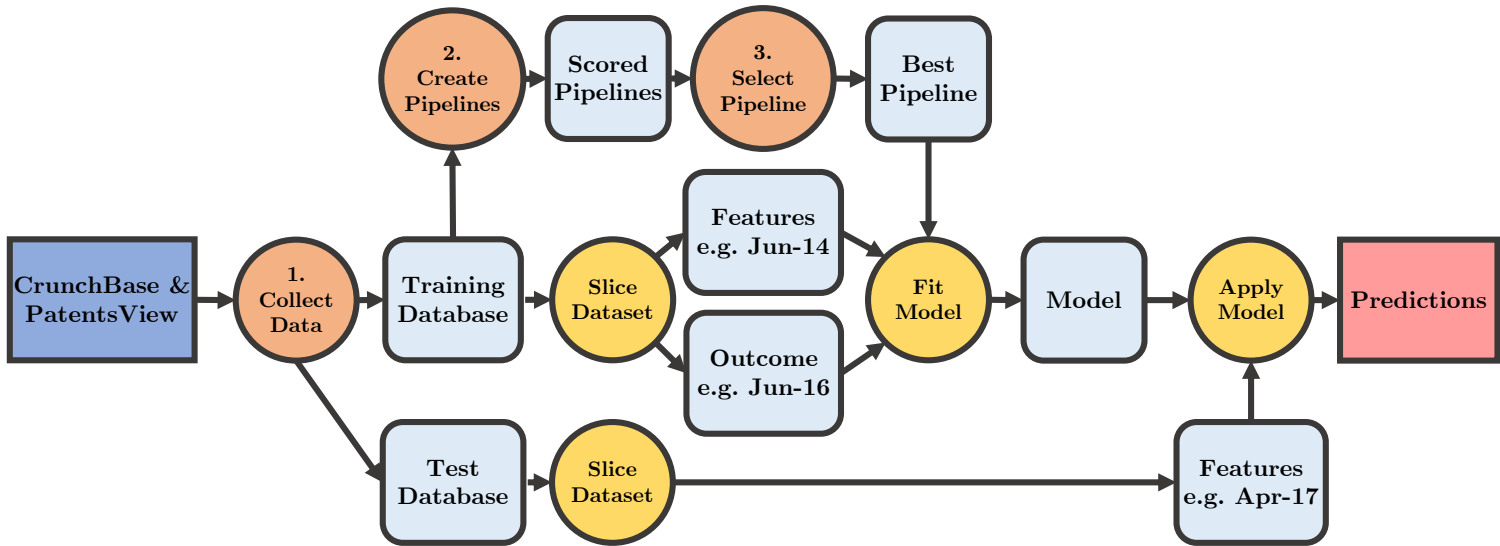 2.
Create
Pipelines
Scored
Pipelines
3.
Select
Pipeline
Best
Pipeline
CrunchBase &
PatentsView
1.
Collect
Data
Training
Database
Slice
Dataset
Features
e.g. Jun-14
Outcome
e.g. Jun-16
Fit
Model
Model
Apply
Model
Predictions
Test
Database
Slice
Dataset
Features
e.g. Apr-17